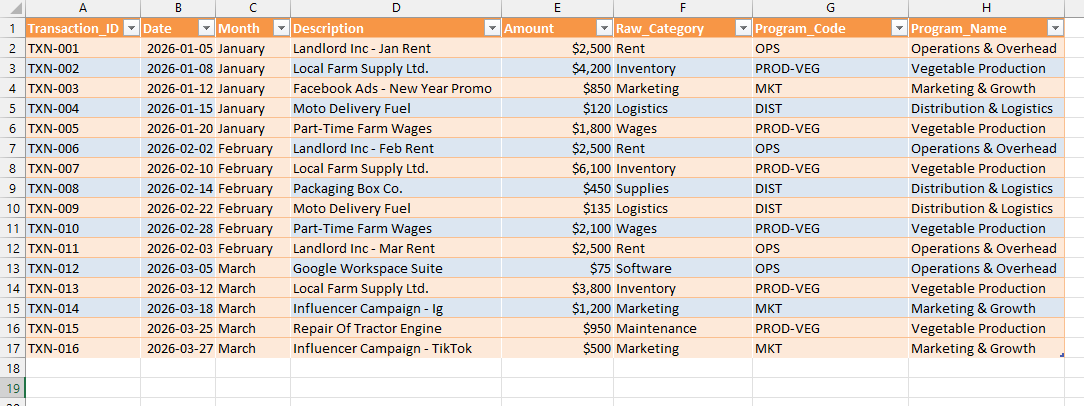 A B C D E F G H
1 Transaction_ID Date Month Description Amount Raw_Category Program_Code Program_Name
2 TXN-001 2026-01-05 January Landlord Inc - Jan Rent $2,500 Rent OPS Operations & Overhead
3 TXN-002 2026-01-08 January Local Farm Supply Ltd. $4,200 Inventory PROD-VEG Vegetable Production
4 TXN-003 2026-01-12 January Facebook Ads - New Year Promo $850 Marketing MKT Marketing & Growth
5 TXN-004 2026-01-15 January Moto Delivery Fuel $120 Logistics DIST Distribution & Logistics
6 TXN-005 2026-01-20 January Part-Time Farm Wages $1,800 Wages PROD-VEG Vegetable Production
7 TXN-006 2026-02-02 February Landlord Inc - Feb Rent $2,500 Rent OPS Operations & Overhead
8 TXN-007 2026-02-10 February Local Farm Supply Ltd. $6,100 Inventory PROD-VEG Vegetable Production
9 TXN-008 2026-02-14 February Packaging Box Co. $450 Supplies DIST Distribution & Logistics
10 TXN-009 2026-02-22 February Moto Delivery Fuel $135 Logistics DIST Distribution & Logistics
11 TXN-010 2026-02-28 February Part-Time Farm Wages $2,100 Wages PROD-VEG Vegetable Production
12 TXN-011 2026-02-03 February Landlord Inc - Mar Rent $2,500 Rent OPS Operations & Overhead
13 TXN-012 2026-03-05 March Google Workspace Suite $75 Software OPS Operations & Overhead
14 TXN-013 2026-03-12 March Local Farm Supply Ltd. $3,800 Inventory PROD-VEG Vegetable Production
15 TXN-014 2026-03-18 March Influencer Campaign - Ig $1,200 Marketing MKT Marketing & Growth
16 TXN-015 2026-03-25 March Repair Of Tractor Engine $950 Maintenance PROD-VEG Vegetable Production
17 TXN-016 2026-03-27 March Influencer Campaign - TikTok $500 Marketing MKT Marketing & Growth
18
19